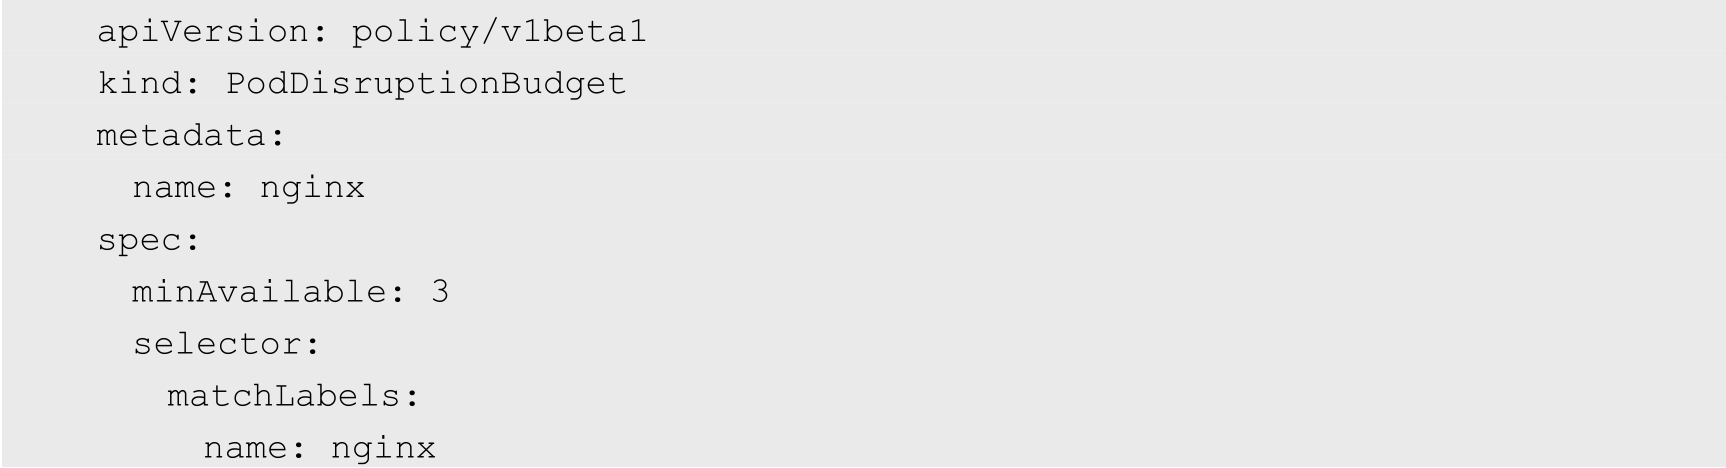 apiVersion: policy/v1beta1
kind: PodDisruptionBudget
metadata:
  name: nginx
spec:
  minAvailable: 3
  selector:
    matchLabels:
      name: nginx